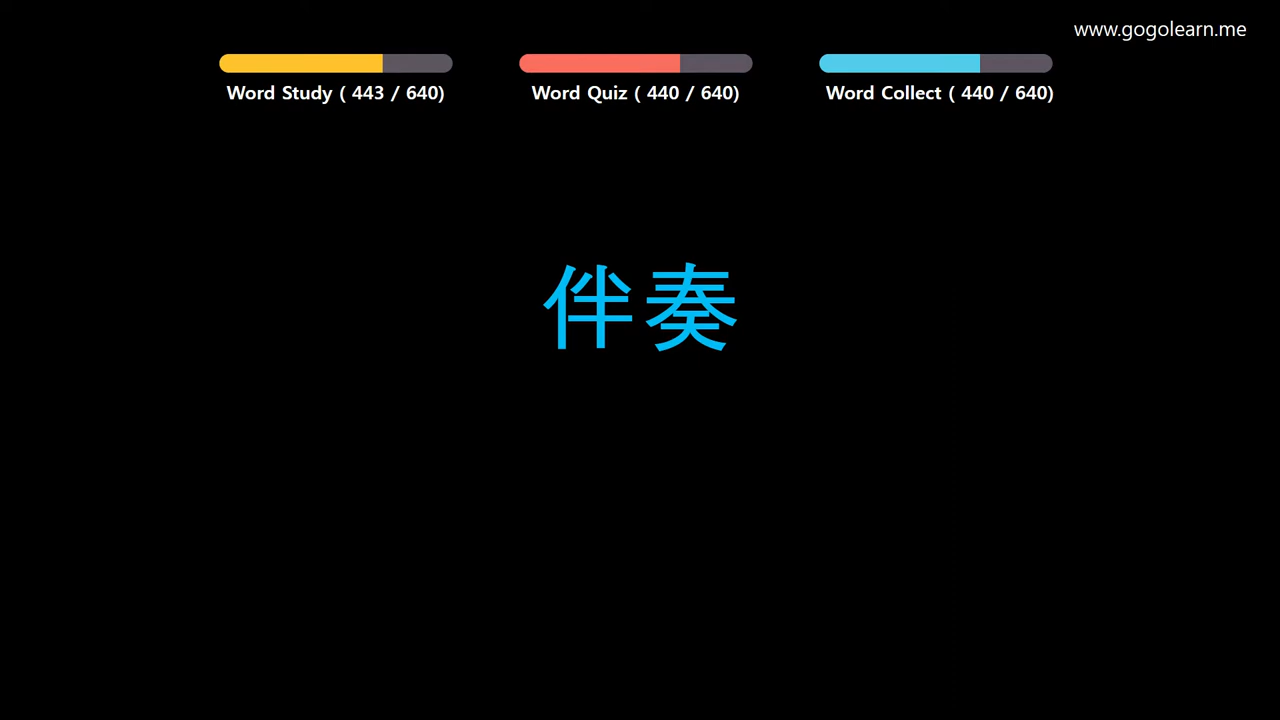 www.gogolearn.me
Word Study ( 443 / 640)
Word Quiz ( 440 / 640)
Word Collect ( 440 / 640)
伴奏